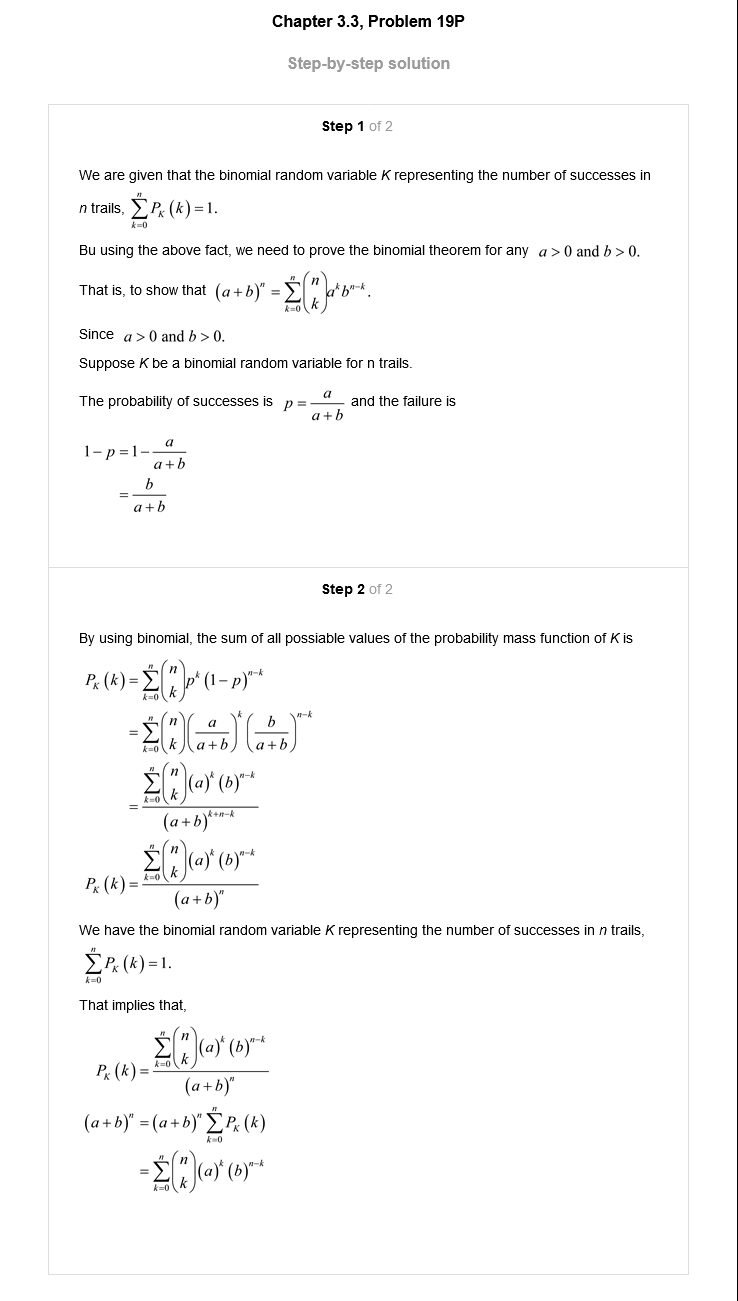 Chapter 3.3, Problem 19P
Step-by-step solution
Step 1 of 2
We are given that the binomial random variable K representing the number of successes in
n trails, \sum_{k=0}^{n} P_K (k) = 1.
Bu using the above fact, we need to prove the binomial theorem for any a > 0 and b > 0.
That is, to show that (a+b)^n = \sum_{k=0}^{n} \binom{n}{k} a^k b^{n-k}.
Since a > 0 and b > 0.
Suppose K be a binomial random variable for n trails.
The probability of successes is p = \frac{a}{a+b} and the failure is
1 - p = 1 - \frac{a}{a+b}
= \frac{b}{a+b}
Step 2 of 2
By using binomial, the sum of all possiable values of the probability mass function of K is
P_K (k) = \sum_{k=0}^{n} \binom{n}{k} p^k (1-p)^{n-k}
= \sum_{k=0}^{n} \binom{n}{k} \left(\frac{a}{a+b}\right)^k \left(\frac{b}{a+b}\right)^{n-k}
= \frac{\sum_{k=0}^{n} \binom{n}{k} (a)^k (b)^{n-k}}{(a+b)^{k+n-k}}
P_K (k) = \frac{\sum_{k=0}^{n} \binom{n}{k} (a)^k (b)^{n-k}}{(a+b)^n}
We have the binomial random variable K representing the number of successes in n trails,
\sum_{k=0}^{n} P_K (k) = 1.
That implies that,
P_K (k) = \frac{\sum_{k=0}^{n} \binom{n}{k} (a)^k (b)^{n-k}}{(a+b)^n}
(a+b)^n = (a+b)^n \sum_{k=0}^{n} P_K (k)
= \sum_{k=0}^{n} \binom{n}{k} (a)^k (b)^{n-k}